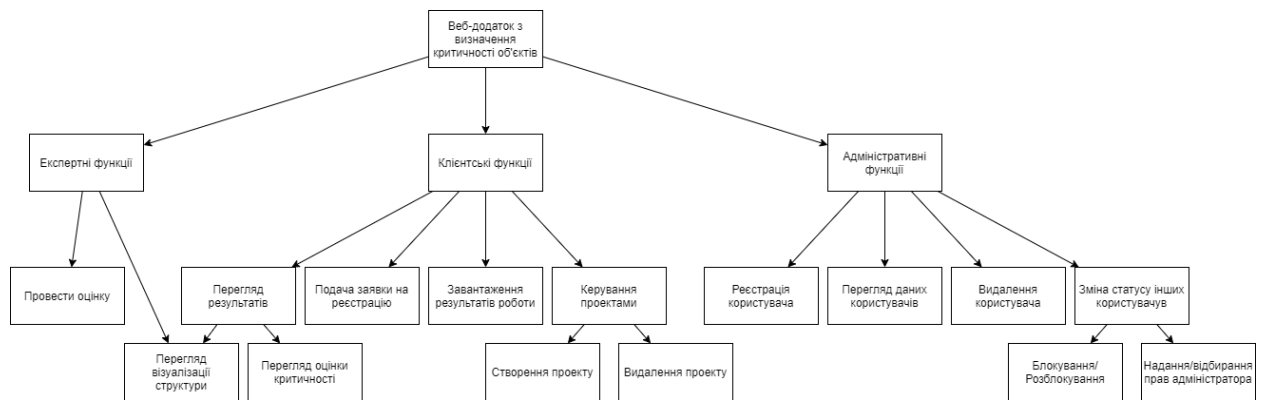 Веб-додаток з
визначення
критичності об'єктів
Експертні функції
Клієнтські функції
Адміністративні
функції
Провести оцінку
Перегляд
результатів
Подача заявки на
реєстрацію
Завантаження
результатів роботи
Керування
проектами
Реєстрація
користувача
Перегляд даних
користувачів
Видалення
користувача
Зміна статусу інших
користувачув
Перегляд
візуалізації
структури
Перегляд оцінки
критичності
Створення проекту
Видалення проекту
Блокування/
Розблокування
Надання/відбирання
прав адміністратора